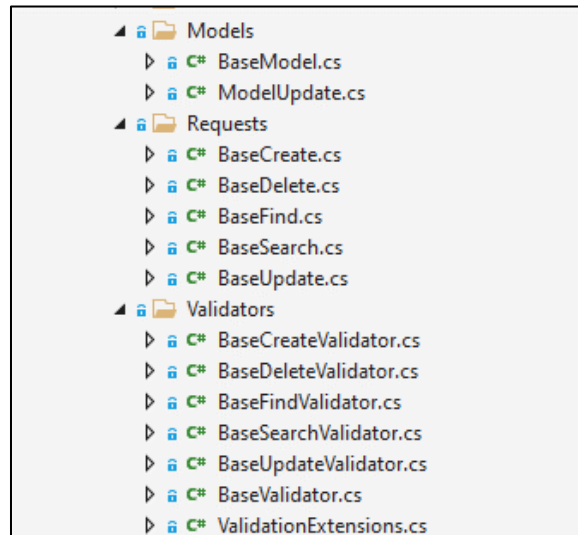 Models
C# BaseModel.cs
C# ModelUpdate.cs
Requests
C# BaseCreate.cs
C# BaseDelete.cs
C# BaseFind.cs
C# BaseSearch.cs
C# BaseUpdate.cs
Validators
C# BaseCreateValidator.cs
C# BaseDeleteValidator.cs
C# BaseFindValidator.cs
C# BaseSearchValidator.cs
C# BaseUpdateValidator.cs
C# BaseValidator.cs
C# ValidationExtensions.cs